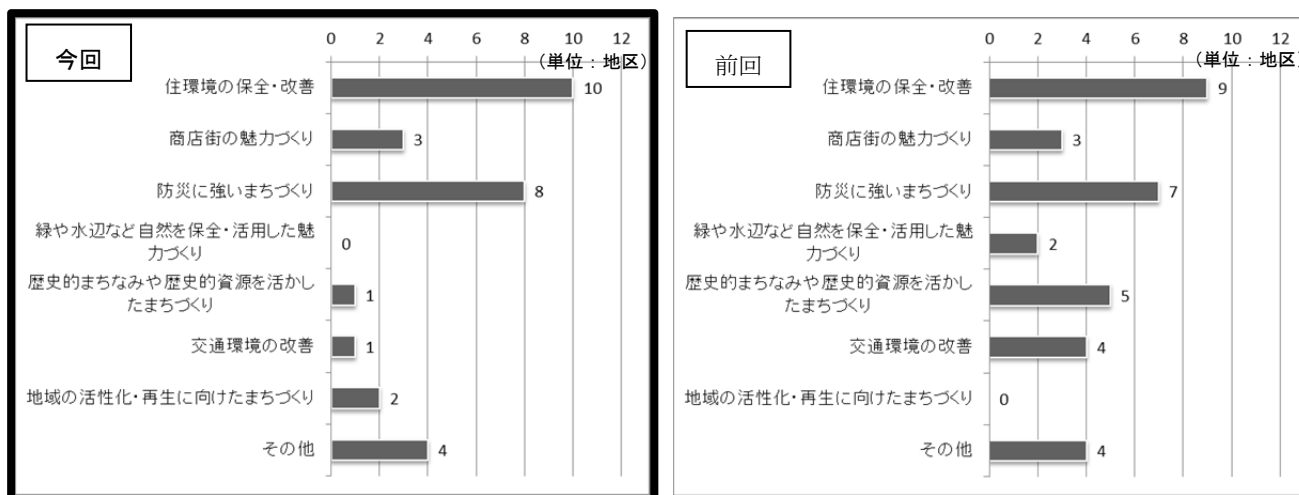 今回
0 2 4 6 8 10 12
(単位：地区)
住環境の保全・改善 10
商店街の魅力づくり 3
防災に強いまちづくり 8
緑や水辺など自然を保全・活用した魅
力づくり 0
歴史的まちなみや歴史的資源を活かし
たまちづくり 1
交通環境の改善 1
地域の活性化・再生に向けたまちづくり 2
その他 4
前回
0 2 4 6 8 10 12
(単位：地区)
住環境の保全・改善 9
商店街の魅力づくり 3
防災に強いまちづくり 7
緑や水辺など自然を保全・活用した魅
力づくり 2
歴史的まちなみや歴史的資源を活かし
たまちづくり 5
交通環境の改善 4
地域の活性化・再生に向けたまちづくり 0
その他 4